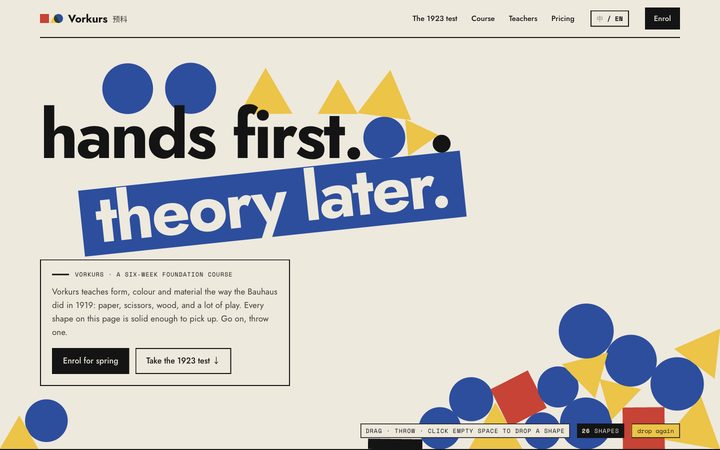 Vorkurs 预科
The 1923 test
Course
Teachers
Pricing
中 / EN
Enrol
hands first.
theory later.
VORKURS · A SIX-WEEK FOUNDATION COURSE
Vorkurs teaches form, colour and material the way the Bauhaus
did in 1919: paper, scissors, wood, and a lot of play. Every
shape on this page is solid enough to pick up. Go on, throw
one.
Enrol for spring
Take the 1923 test ↓
DRAG · THROW · CLICK EMPTY SPACE TO DROP A SHAPE
26 SHAPES
drop again